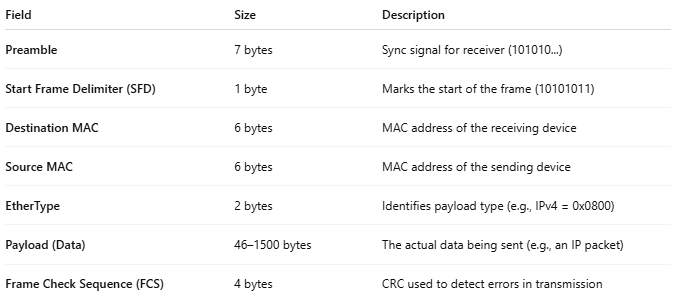 Field Size Description
Preamble 7 bytes Sync signal for receiver (101010...)
Start Frame Delimiter (SFD) 1 byte Marks the start of the frame (10101011)
Destination MAC 6 bytes MAC address of the receiving device
Source MAC 6 bytes MAC address of the sending device
EtherType 2 bytes Identifies payload type (e.g., IPv4 = 0x0800)
Payload (Data) 46–1500 bytes The actual data being sent (e.g., an IP packet)
Frame Check Sequence (FCS) 4 bytes CRC used to detect errors in transmission